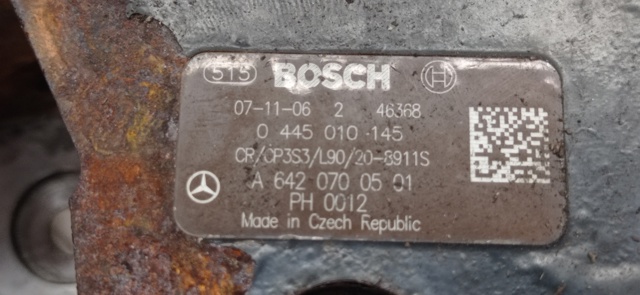 515 BOSCH
07-11-06 2 46368
0 445 010 145
CR/CP3S3/L90/20-8911S
A 642 070 05 01
PH 0012
Made in Czech Republic